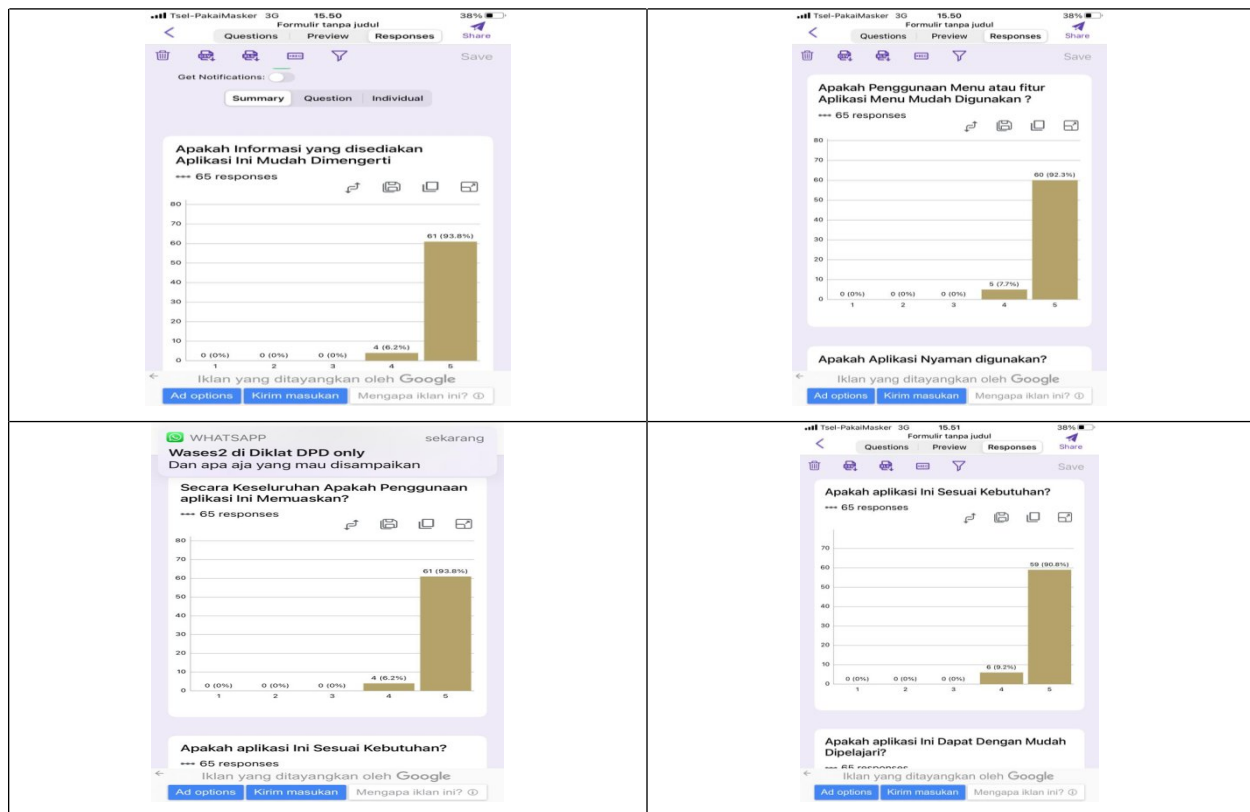 Tsel-PakaiMasker 3G 15.50 38%
Formulir tanpa judul
Questions Preview Responses Share
Save
Get Notifications:
Summary Question Individual
Apakah Informasi yang disediakan
Aplikasi Ini Mudah Dimengerti
65 responses
80
70
61 (93.8%)
60
50
40
30
20
10
4 (6.2%)
0 0 (0%) 0 (0%) 0 (0%)
1 2 3 4 5
Iklan yang ditayangkan oleh Google
Ad options Kirim masukan Mengapa iklan ini?
Tsel-PakaiMasker 3G 15.50 38%
Formulir tanpa judul
Questions Preview Responses Share
Save
Apakah Penggunaan Menu atau fitur
Aplikasi Menu Mudah Digunakan ?
65 responses
80
70
60 60 (92.3%)
50
40
30
20
10
5 (7.7%)
0 0 (0%) 0 (0%) 0 (0%)
1 2 3 4 5
Apakah Aplikasi Nyaman digunakan?
Iklan yang ditayangkan oleh Google
Ad options Kirim masukan Mengapa iklan ini?
WHATSAPP sekarang
Wases2 di Diklat DPD only
Dan apa aja yang mau disampaikan
Secara Keseluruhan Apakah Penggunaan
aplikasi Ini Memuaskan?
65 responses
80
70
61 (93.8%)
60
50
40
30
20
10
4 (6.2%)
0 0 (0%) 0 (0%) 0 (0%)
1 2 3 4 5
Apakah aplikasi Ini Sesuai Kebutuhan?
65 responses
Iklan yang ditayangkan oleh Google
Ad options Kirim masukan Mengapa iklan ini?
Tsel-PakaiMasker 3G 15.51 38%
Formulir tanpa judul
Questions Preview Responses Share
Save
Apakah aplikasi Ini Sesuai Kebutuhan?
65 responses
70
60 59 (90.8%)
50
40
30
20
10
6 (9.2%)
0 0 (0%) 0 (0%) 0 (0%)
1 2 3 4 5
Apakah aplikasi Ini Dapat Dengan Mudah
Dipelajari?
65 responses
Iklan yang ditayangkan oleh Google
Ad options Kirim masukan Mengapa iklan ini?